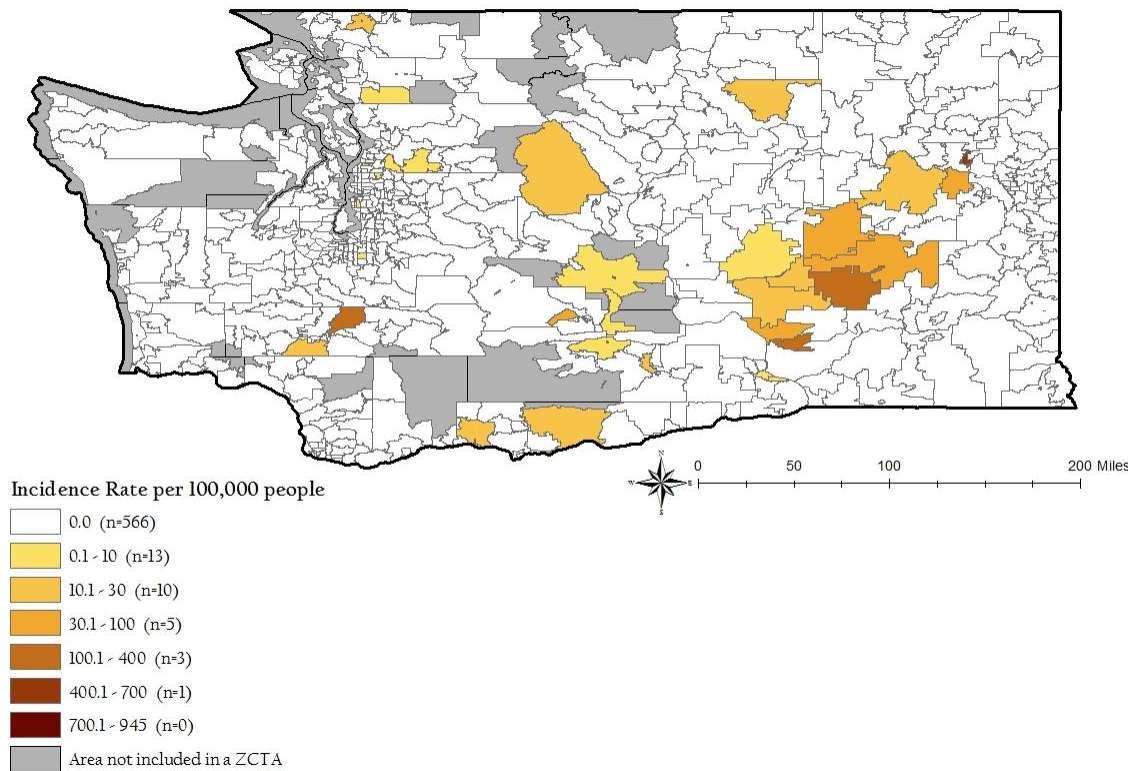 N
W
E
S
0 50 100 200 Miles
Incidence Rate per 100,000 people
0.0 (n=566)
0.1 - 10 (n=13)
10.1 - 30 (n=10)
30.1 - 100 (n=5)
100.1 - 400 (n=3)
400.1 - 700 (n=1)
700.1 - 945 (n=0)
Area not included in a ZCTA